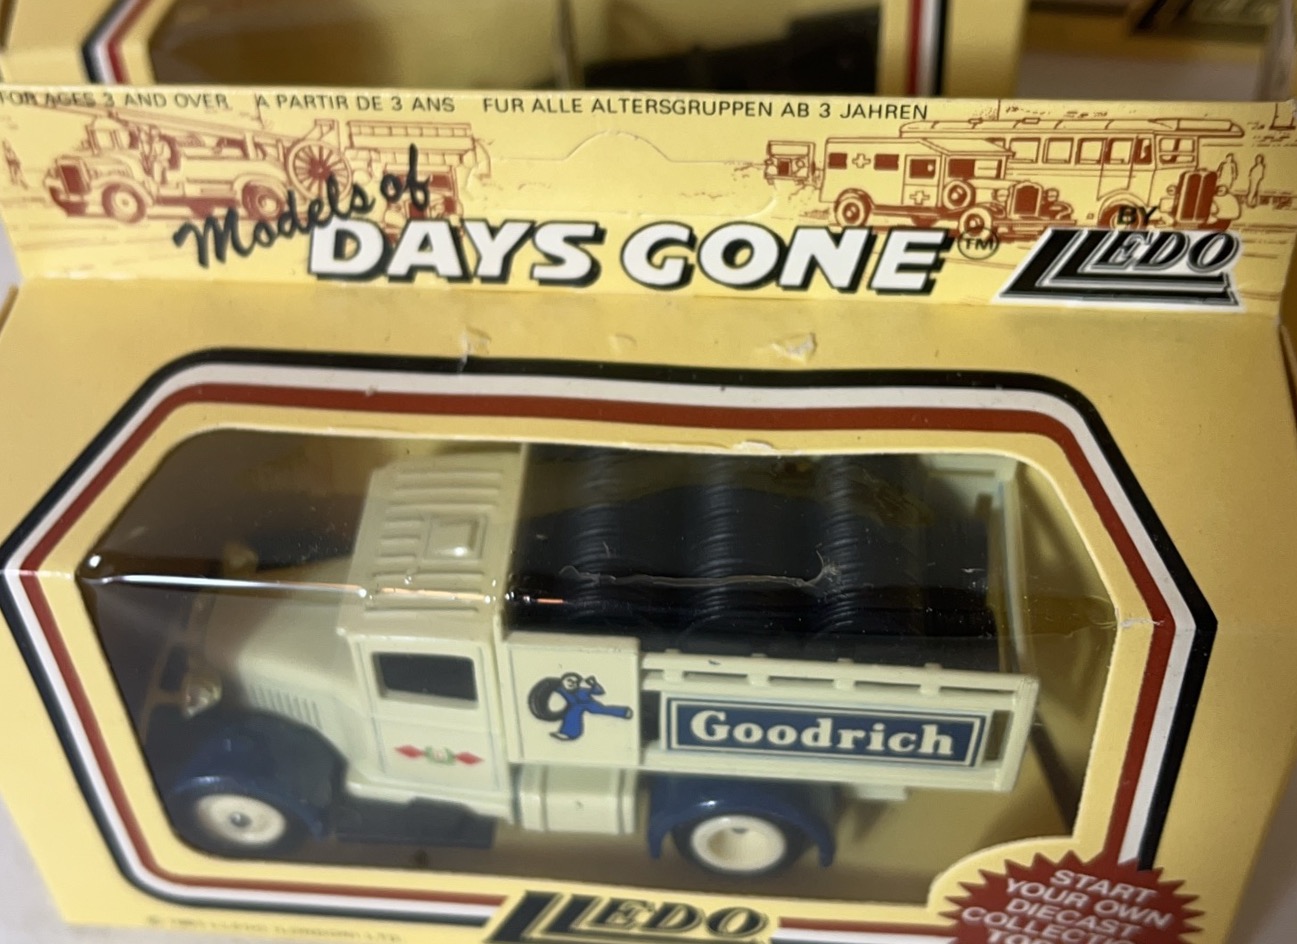 FOR AGES 3 AND OVER A PARTIR DE 3 ANS FUR ALLE ALTERSGRUPPEN AB 3 JAHREN
Models of
DAYS GONE TM BY LLEDO
Goodrich
LLEDO
START
YOUR OWN
DIECAST